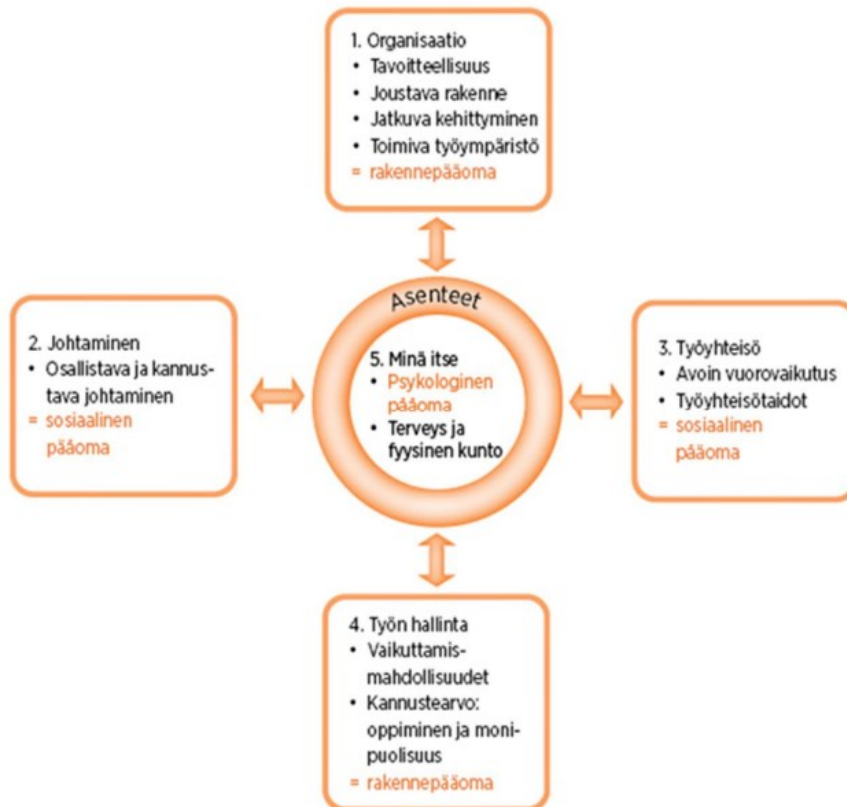 1. Organisaatio
• Tavoitteellisuus
• Joustava rakenne
• Jatkuva kehittyminen
• Toimiva työympäristö
= rakennepääoma
Asenteet
2. Johtaminen
• Osallistava ja kannus-
tava johtaminen
= sosiaalinen
pääoma
5. Minä itse
• Psykologinen
pääoma
• Terveys ja
fyysinen kunto
3. Työyhteisö
• Avoin vuorovaikutus
• Työyhteisötaidot
= sosiaalinen
pääoma
4. Työn hallinta
• Vaikuttamis-
mahdollisuudet
• Kannustearvo:
oppiminen ja moni-
puolisuus
= rakennepääoma